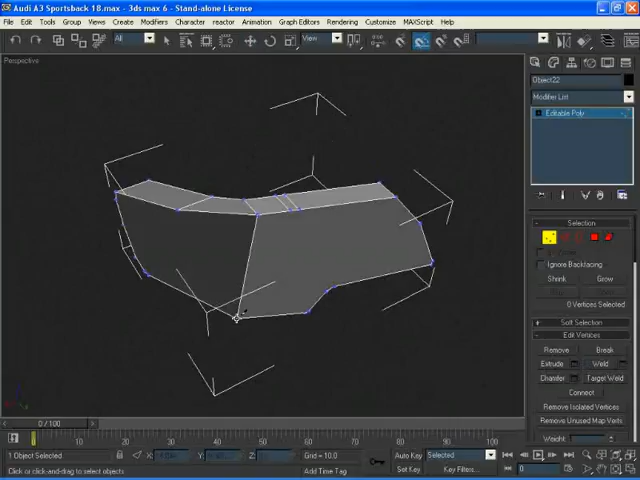 Audi A3 Sportsback 18.max - 3ds max 6 - Stand-alone License
File Edit Tools Group Views Create Modifiers Character reactor Animation Graph Editors Rendering Customize MAXScript Help
All View
Perspective
Object22
Modifier List
Editable Poly
Selection
Ignore Backfacing
Shrink Grow
0 Vertices Selected
Soft Selection
Edit Vertices
Remove Break
Extrude Weld
Chamfer Target Weld
Connect
Remove Isolated Vertices
Remove Unused Map Verts
Weight:
0 / 100
0 10 20 30 40 50 60 70 80 90 100
1 Object Selected X: Y: Z: Grid = 10.0 Auto Key Selected
Click or click-and-drag to select objects Add Time Tag Set Key Key Filters... 0